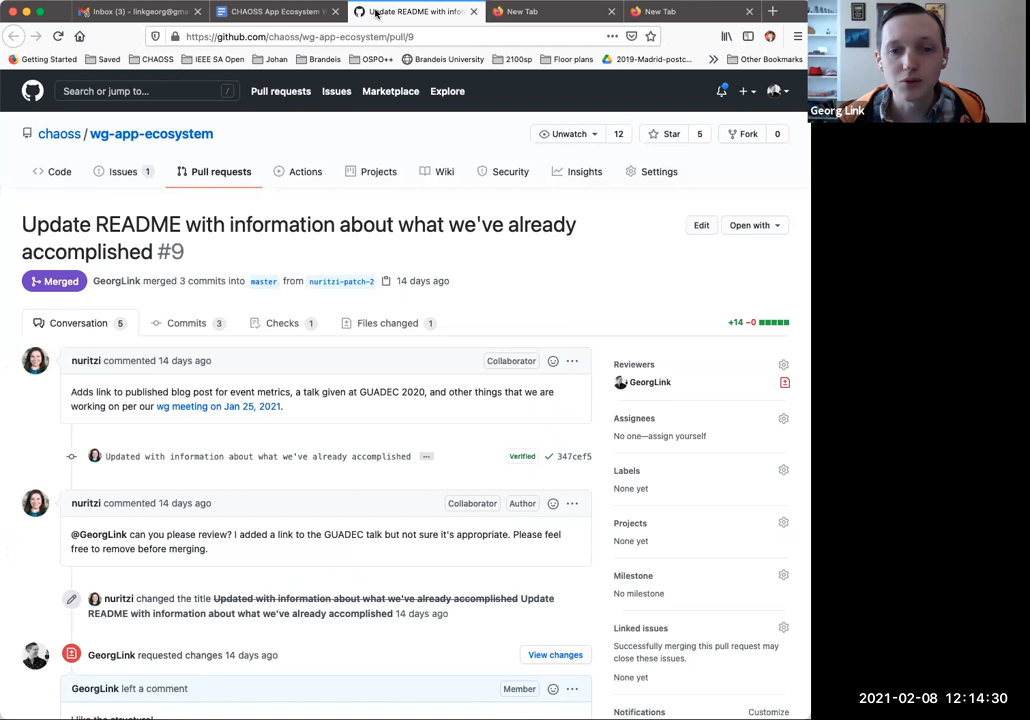 Inbox (3) - linkgeorg@gma
CHAOSS App Ecosystem W
Update README with infor
New Tab
New Tab
https://github.com/chaoss/wg-app-ecosystem/pull/9
Getting Started
Saved
CHAOSS
IEEE SA Open
Johan
Brandeis
OSPO++
Brandeis University
2100sp
Floor plans
2019-Madrid-postc...
Other Bookmarks
Georg Link
Search or jump to...
/
Pull requests
Issues
Marketplace
Explore
chaoss / wg-app-ecosystem
Unwatch
12
Star
5
Fork
0
Code
Issues 1
Pull requests
Actions
Projects
Wiki
Security
Insights
Settings
Update README with information about what we've already
accomplished #9
Edit
Open with
Merged
GeorgLink merged 3 commits into master from nuritzi-patch-2 14 days ago
Conversation 5
Commits 3
Checks 1
Files changed 1
+14 −0
nuritzi commented 14 days ago
Collaborator
Adds link to published blog post for event metrics, a talk given at GUADEC 2020, and other things that we are
working on per our wg meeting on Jan 25, 2021.
Updated with information about what we've already accomplished
Verified
347cef5
nuritzi commented 14 days ago
Collaborator
Author
@GeorgLink can you please review? I added a link to the GUADEC talk but not sure it's appropriate. Please feel
free to remove before merging.
nuritzi changed the title Updated with information about what we've already accomplished Update
README with information about what we've already accomplished 14 days ago
GeorgLink requested changes 14 days ago
View changes
GeorgLink left a comment
Member
Reviewers
GeorgLink
Assignees
No one—assign yourself
Labels
None yet
Projects
None yet
Milestone
No milestone
Linked issues
Successfully merging this pull request may
close these issues.
None yet
Notifications
Customize
2021-02-08 12:14:30